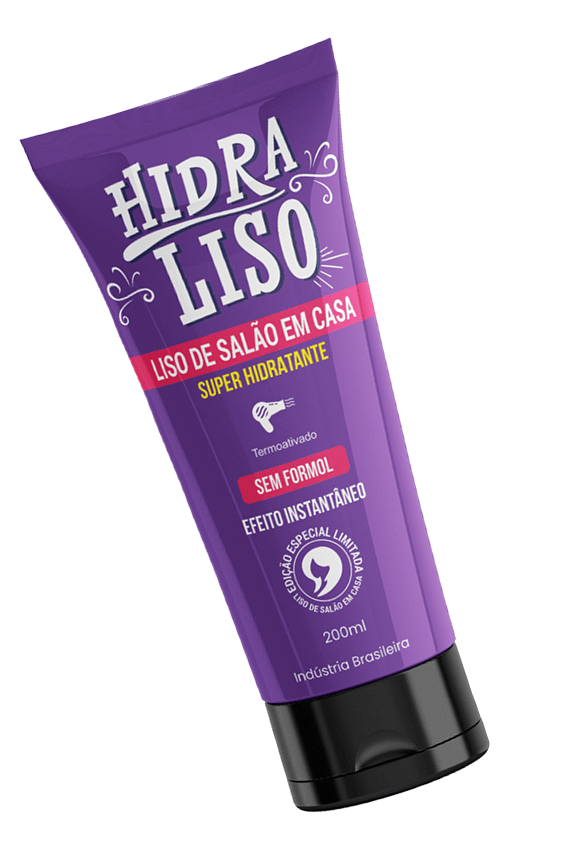 HIDRA
LISO
LISO DE SALÃO EM CASA
SUPER HIDRATANTE
Termoativado
SEM FORMOL
EFEITO INSTANTÂNEO
EDIÇÃO ESPECIAL LIMITADA
LISO DE SALÃO EM CASA
200ml
Indústria Brasileira